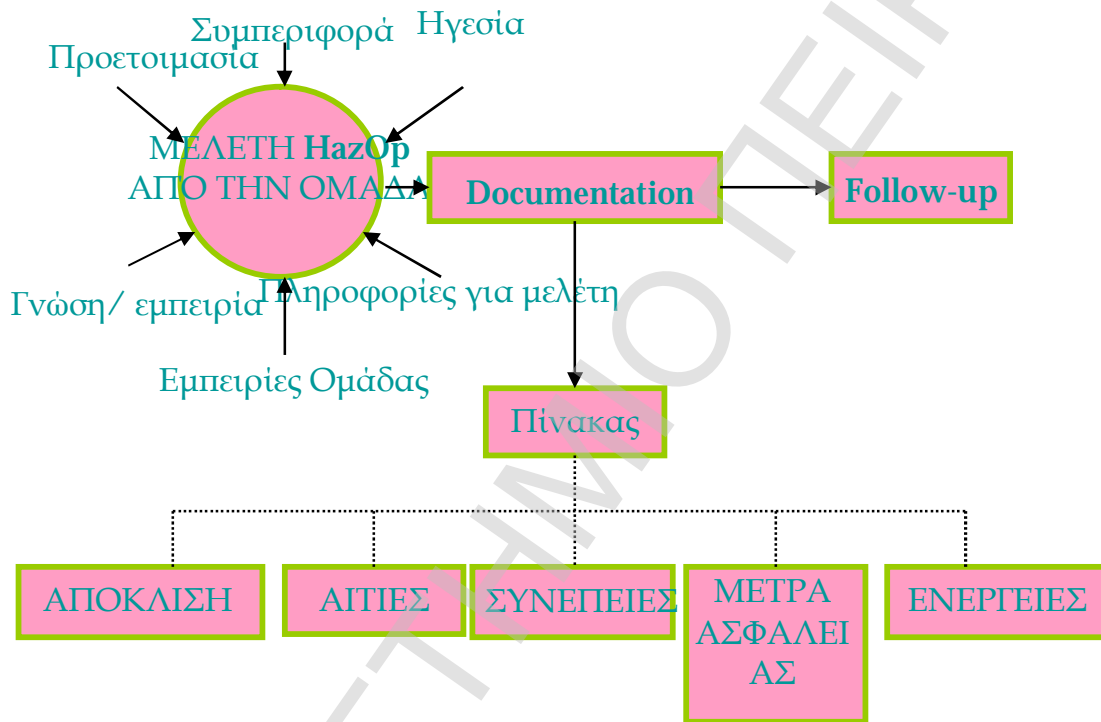 Συμπεριφορά
Ηγεσία
Προετοιμασία
ΜΕΛΕΤΗ HazOp
ΑΠΟ ΤΗΝ ΟΜΑΔΑ
Documentation
Follow-up
Γνώση/ εμπειρία
Πληροφορίες για μελέτη
Εμπειρίες Ομάδας
Πίνακας
ΑΠΟΚΛΙΣΗ
ΑΙΤΙΕΣ
ΣΥΝΕΠΕΙΕΣ
ΜΕΤΡΑ
ΑΣΦΑΛΕΙ
ΑΣ
ΕΝΕΡΓΕΙΕΣ